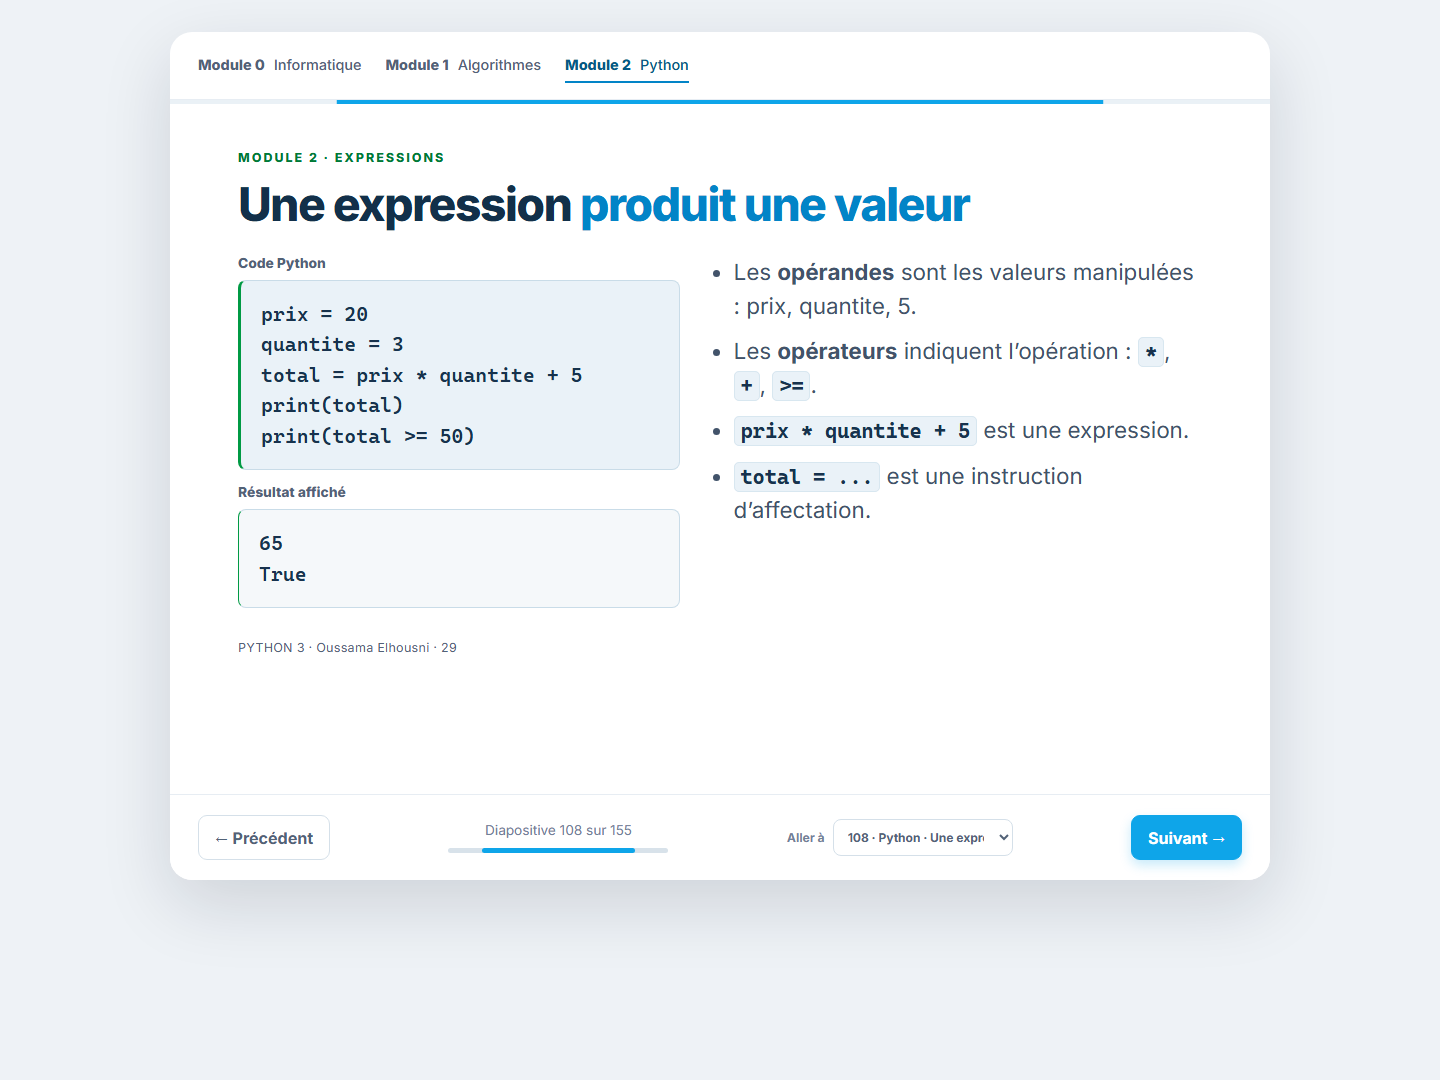 Module 0 Informatique Module 1 Algorithmes Module 2 Python
MODULE 2 · EXPRESSIONS
Une expression produit une valeur
Code Python
prix = 20
quantite = 3
total = prix * quantite + 5
print(total)
print(total >= 50)
Résultat affiché
65
True
Les opérandes sont les valeurs manipulées
: prix, quantite, 5.
Les opérateurs indiquent l’opération : *,
+, >=.
prix * quantite + 5 est une expression.
total = ... est une instruction
d’affectation.
PYTHON 3 · Oussama Elhousni · 29
← Précédent
Diapositive 108 sur 155
Aller à
108 · Python · Une expr
Suivant →